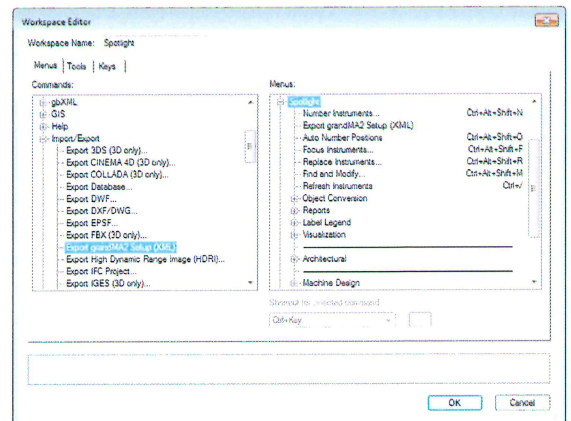 Workspace Editor
Workspace Name: Spotlight
Menus Tools Keys
Commands:
gbXML
GIS
Help
Import/Export
Export 3DS (3D only)...
Export CINEMA 4D (3D only)...
Export COLLADA (3D only)...
Export Database...
Export DWF...
Export DXF/DWG...
Export EPSF...
Export FBX (3D only)...
Export grandMA2 Setup (XML)
Export High Dynamic Range Image (HDRI)...
Export IFC Project...
Export IGES (3D only)...
Menus:
Spotlight
Number Instruments... Ctrl+Alt+Shift+N
Export grandMA2 Setup (XML)
Auto Number Positions Ctrl+Alt+Shift+O
Focus Instruments... Ctrl+Alt+Shift+F
Replace Instruments... Ctrl+Alt+Shift+R
Find and Modify... Ctrl+Alt+Shift+M
Refresh Instruments Ctrl+/
Object Conversion
Reports
Label Legend
Visualization
Architectural
Machine Design
Shortcut to selected command
Ctrl+Key
OK Cancel